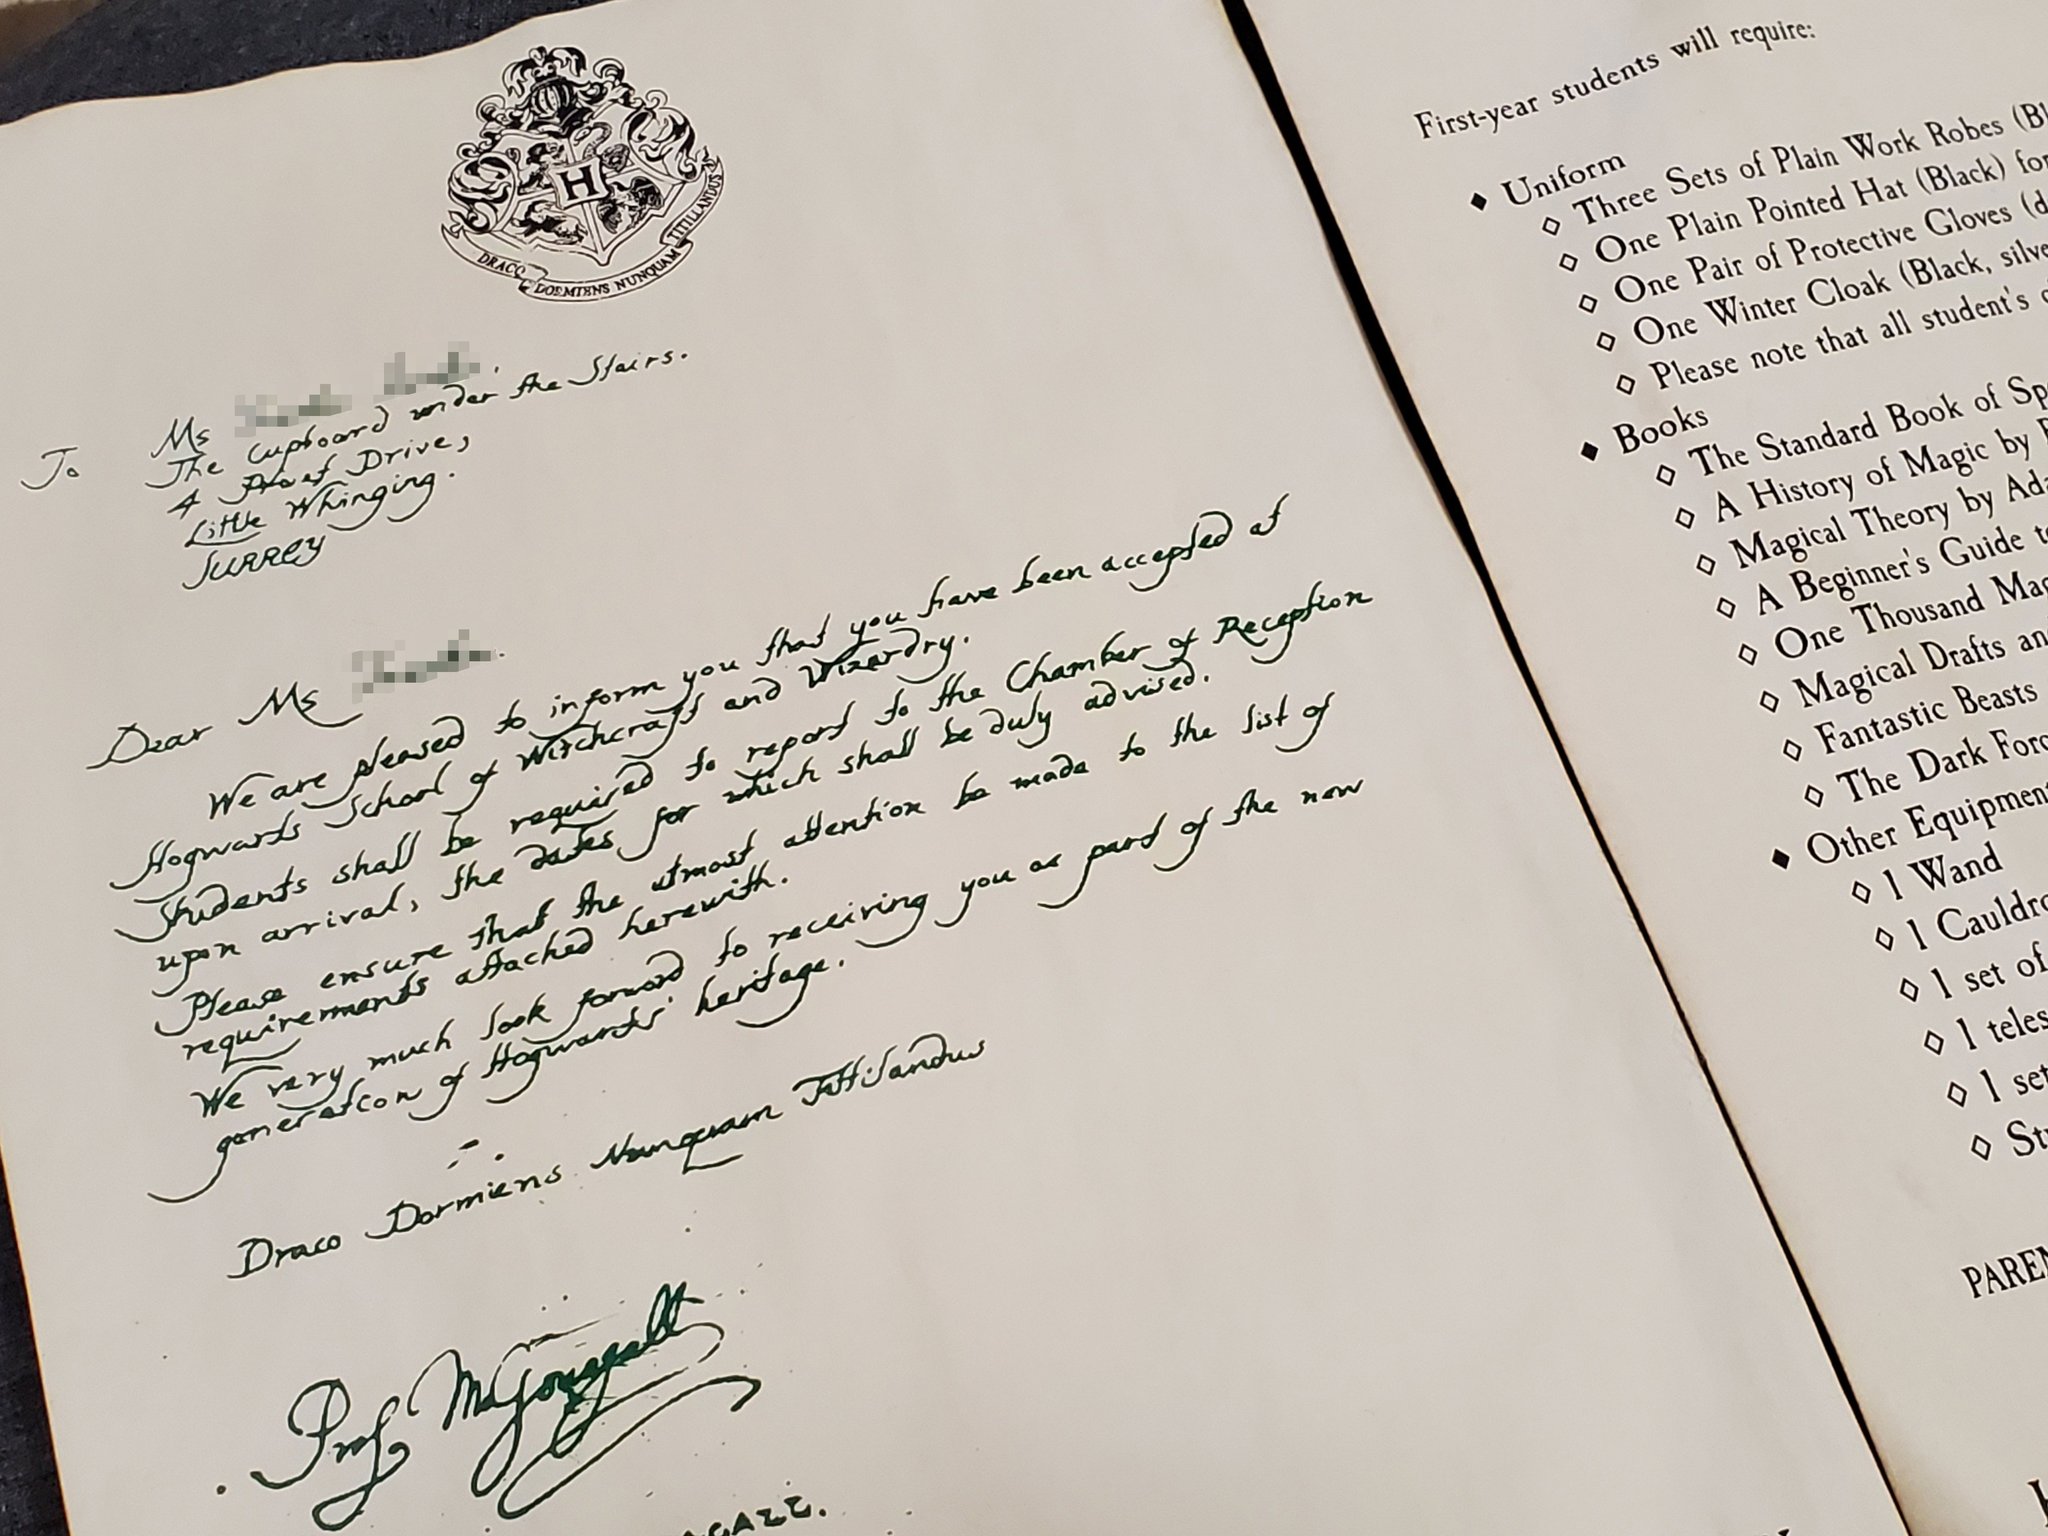 H
DRACO DORMIENS NUNQUAM TITILLANDUS
To Ms
The Cupboard under the Stairs.
4 Privet Drive,
Little Whinging.
SURREY
Dear Ms
We are pleased to inform you that you have been accepted at
Hogwarts School of Witchcraft and Wizardry.
Students shall be required to report to the Chamber of Reception
upon arrival, the dates for which shall be duly advised.
Please ensure that the utmost attention be made to the list of
requirements attached herewith.
We very much look forward to receiving you as part of the new
generation of Hogwarts' heritage.
Draco Dormiens Nunquam Tittilandus
Prof McGonagall
First-year students will require:
◆ Uniform
◇ Three Sets of Plain Work Robes
◇ One Plain Pointed Hat (Black) for
◇ One Pair of Protective Gloves
◇ One Winter Cloak (Black,
◇ Please note that all student's
◆ Books
◇ The Standard Book of
◇ A History of Magic by
◇ Magical Theory by
◇ A Beginner's Guide
◇ One Thousand
◇ Magical Drafts
◇ Fantastic Beasts
◇ The Dark
◆ Other
◇ 1 Wand
◇ 1
◇ 1 set of
◇ 1
◇ 1